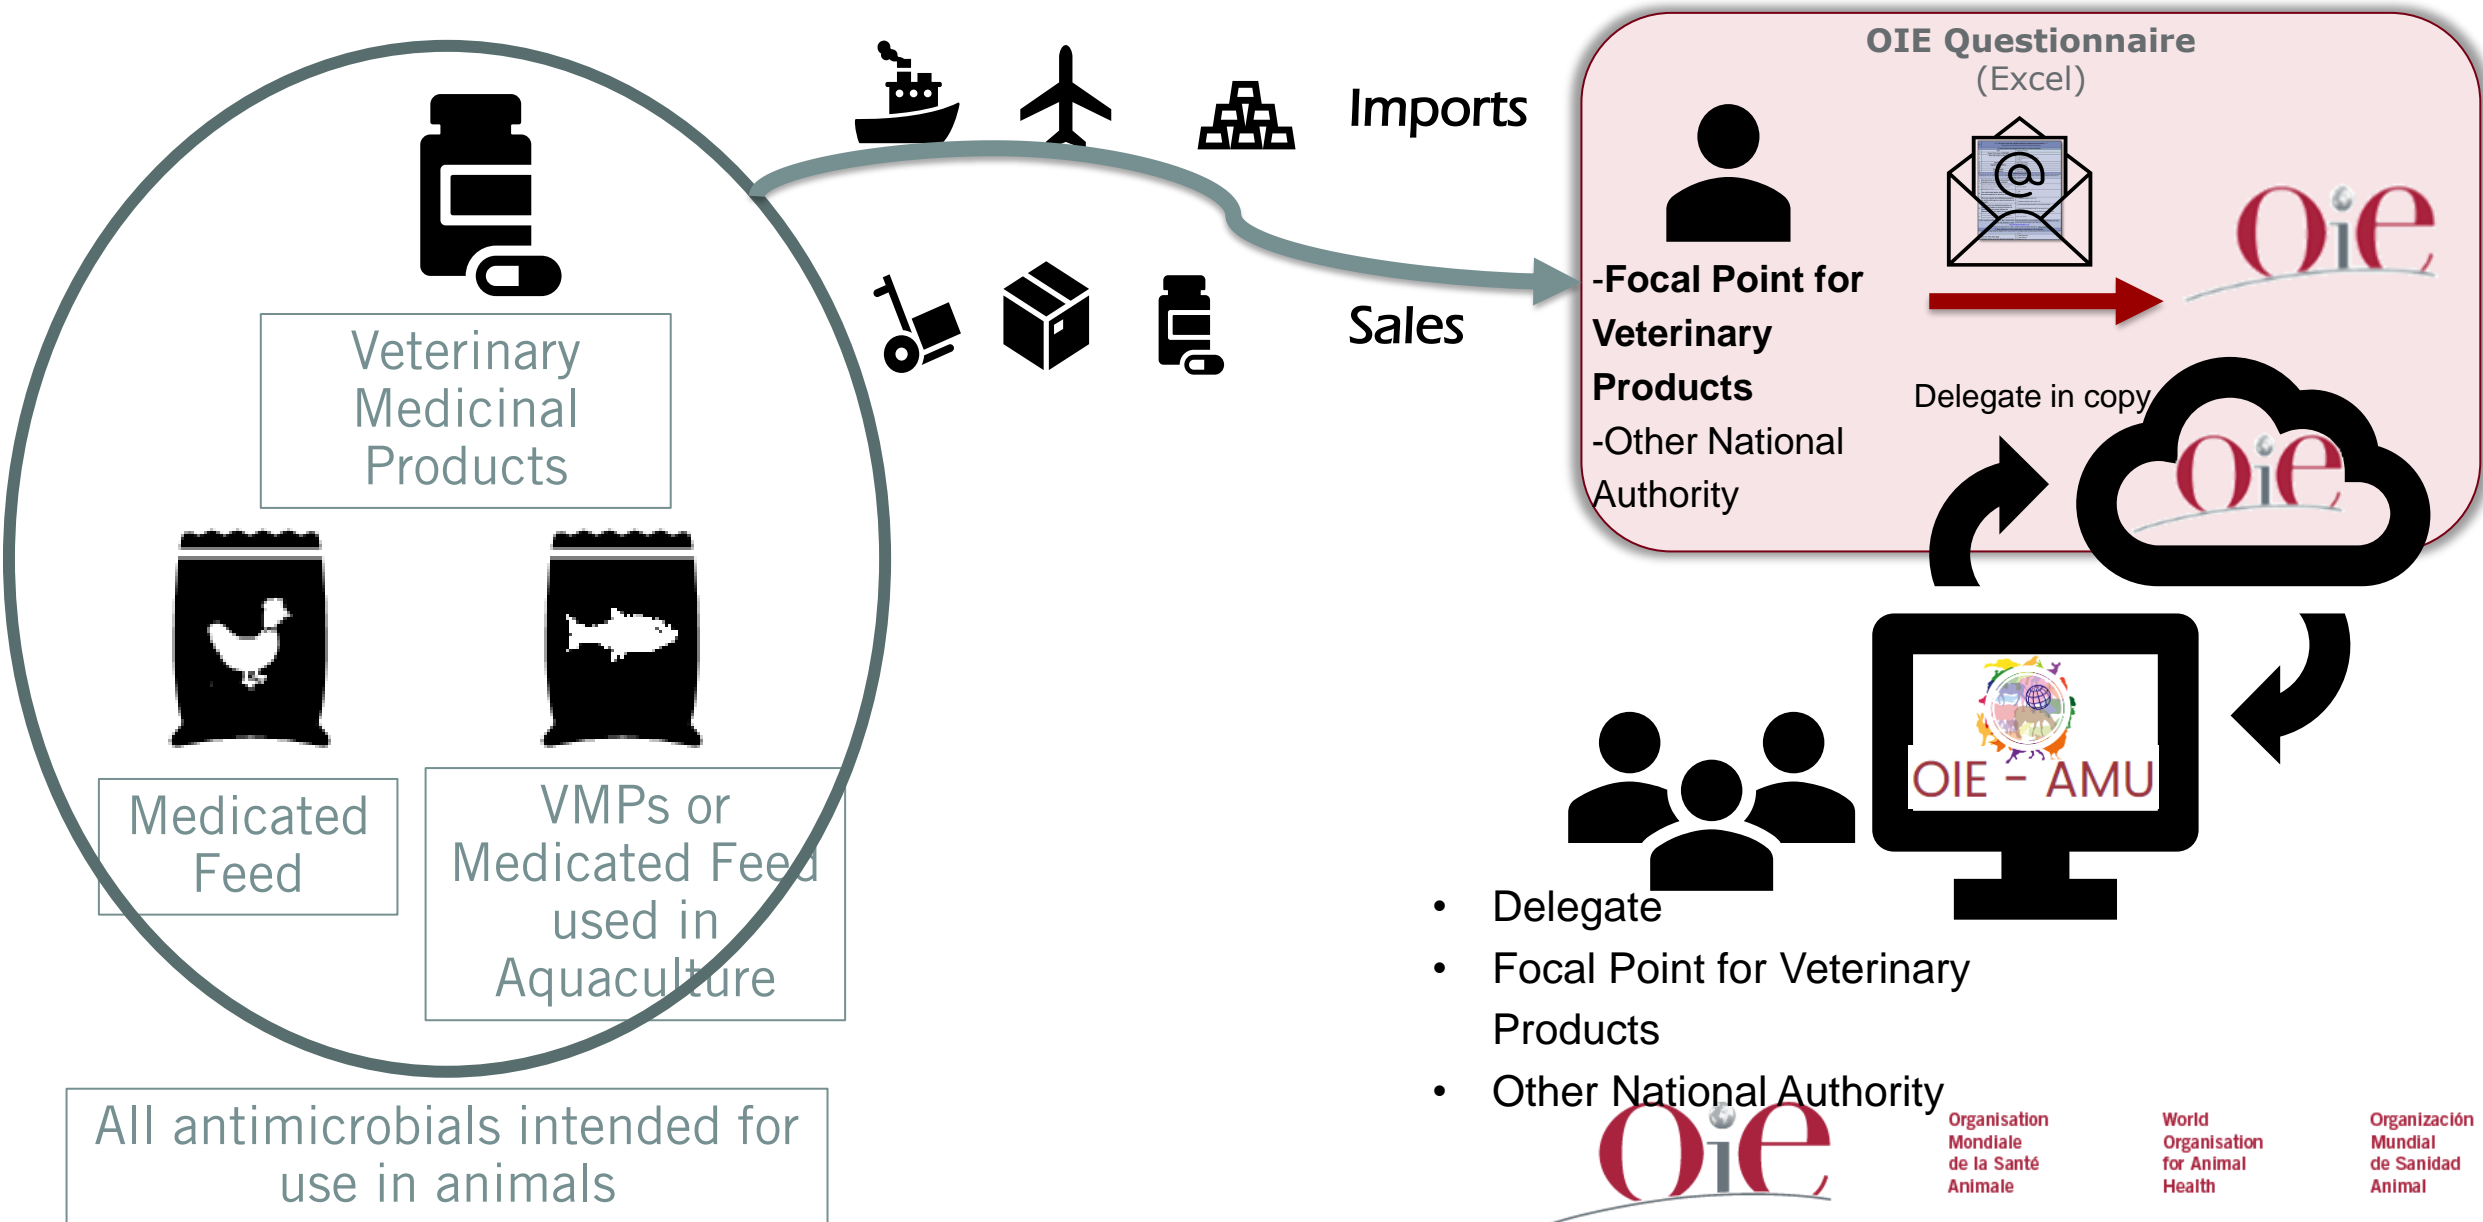 Veterinary
Medicinal
Products
Medicated
Feed
VMPs or
Medicated Feed
used in
Aquaculture
All antimicrobials intended for
use in animals
Imports
Sales
OIE Questionnaire
(Excel)
-Focal Point for
Veterinary
Products
-Other National
Authority
@
Oie
Delegate in copy
Oie
OIE - AMU
• Delegate
• Focal Point for Veterinary
Products
• Other National Authority
Oie
Organisation
Mondiale
de la Santé
Animale
World
Organisation
for Animal
Health
Organización
Mundial
de Sanidad
Animal